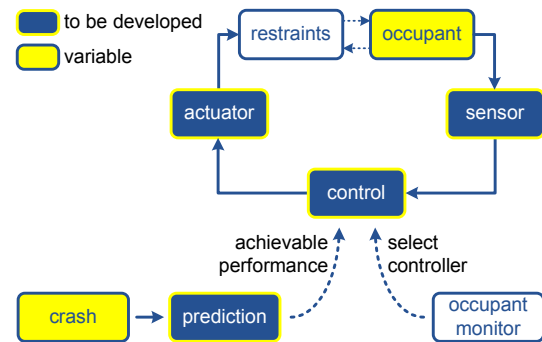 to be developed
variable
restraints
occupant
actuator
sensor
control
achievable
performance
select
controller
crash
prediction
occupant
monitor